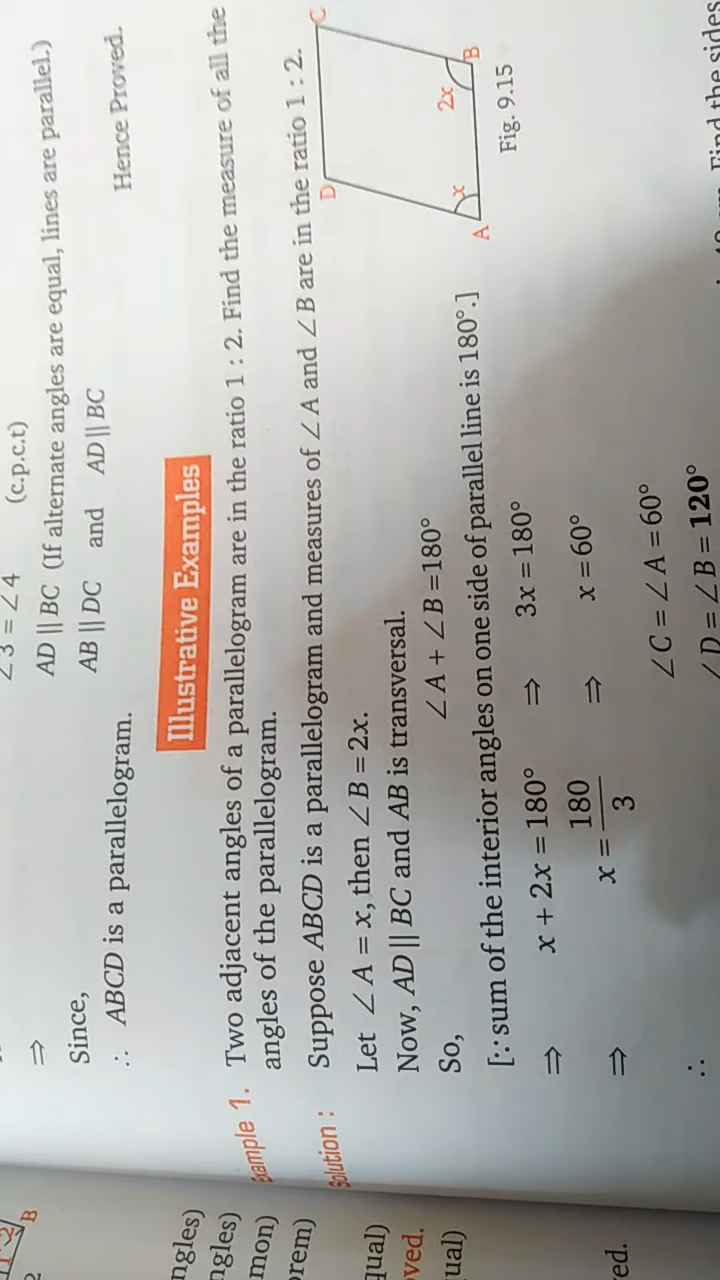 ⇒ ∠3 = ∠4 (c.p.c.t)
AD || BC (If alternate angles are equal, lines are parallel.)
Since, AB || DC and AD || BC
∴ ABCD is a parallelogram. Hence Proved.
Illustrative Examples
Example 1. Two adjacent angles of a parallelogram are in the ratio 1 : 2. Find the measure of all the
angles of the parallelogram.
Solution : Suppose ABCD is a parallelogram and measures of ∠A and ∠B are in the ratio 1 : 2.
Let ∠A = x, then ∠B = 2x.
Now, AD || BC and AB is transversal.
So, ∠A + ∠B =180°
[∵ sum of the interior angles on one side of parallel line is 180°.]
⇒ x + 2x = 180° ⇒ 3x = 180°
⇒ x = 180/3 ⇒ x = 60°
∠C = ∠A = 60°
∴ ∠D = ∠B = 120°
D C
x 2x
A B
Fig. 9.15
Find the sides
B
ngles)
ngles)
mon)
orem)
qual)
ved.
ual)
ed.